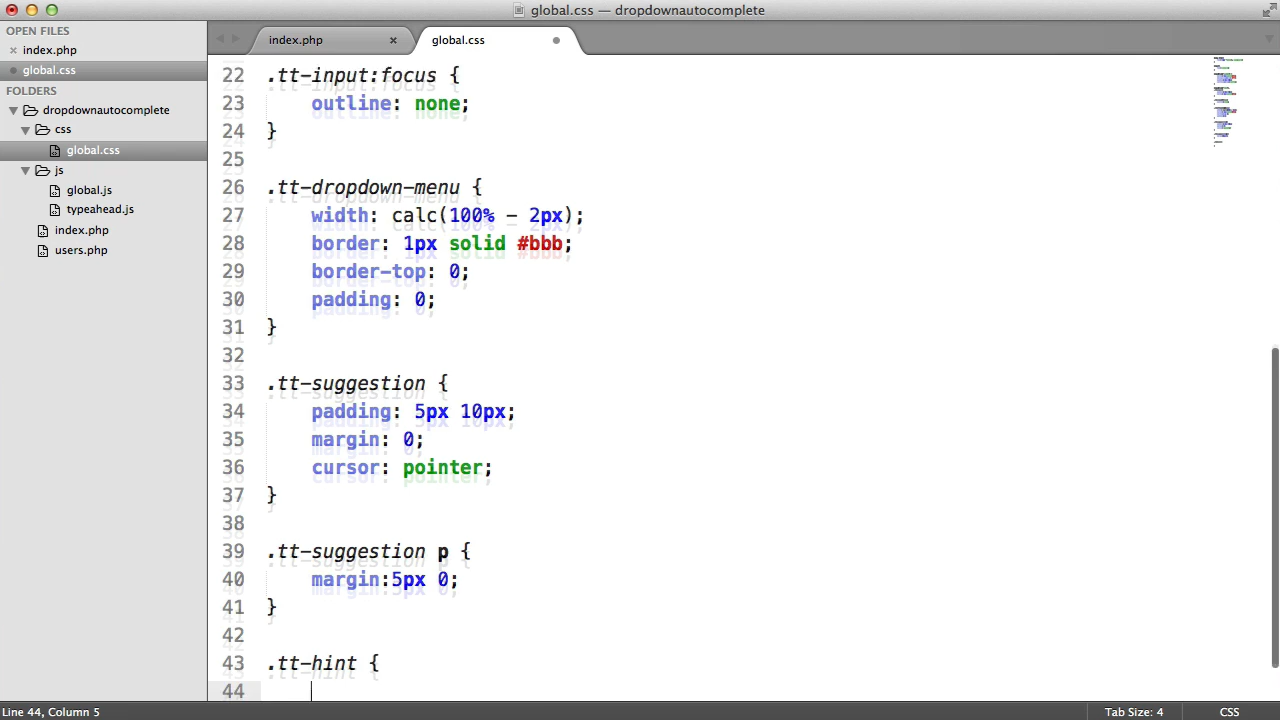 global.css — dropdownautocomplete
OPEN FILES
index.php
global.css
FOLDERS
dropdownautocomplete
css
global.css
js
global.js
typeahead.js
index.php
users.php
index.php
global.css
22 .tt-input:focus {
23 outline: none;
24 }
25
26 .tt-dropdown-menu {
27 width: calc(100% - 2px);
28 border: 1px solid #bbb;
29 border-top: 0;
30 padding: 0;
31 }
32
33 .tt-suggestion {
34 padding: 5px 10px;
35 margin: 0;
36 cursor: pointer;
37 }
38
39 .tt-suggestion p {
40 margin:5px 0;
41 }
42
43 .tt-hint {
44
Line 44, Column 5
Tab Size: 4
CSS